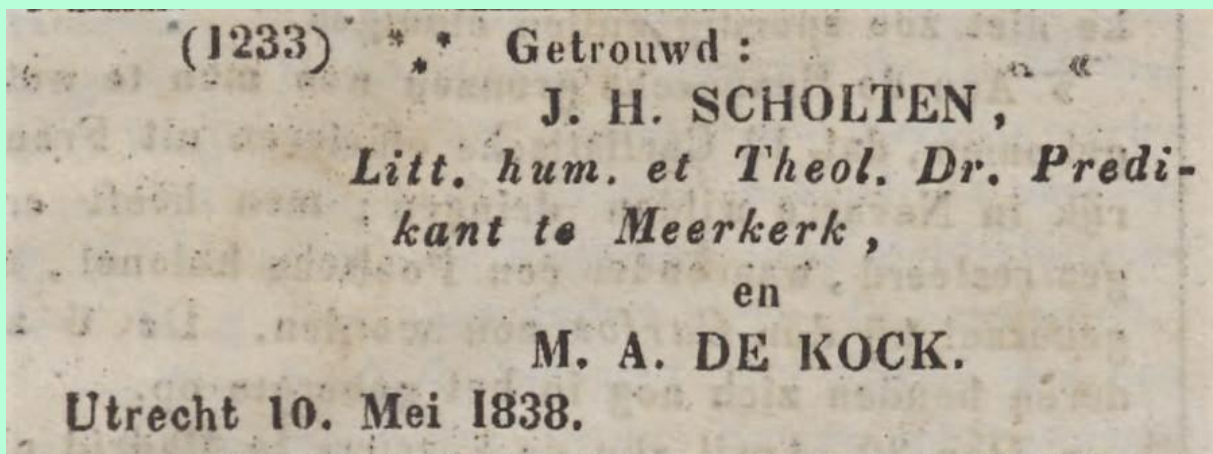 (1233) *** Getrouwd :
J. H. SCHOLTEN,
Litt. hum. et Theol. Dr. Predi-
kant te Meerkerk,
en
M. A. DE KOCK.
Utrecht 10. Mei 1838.